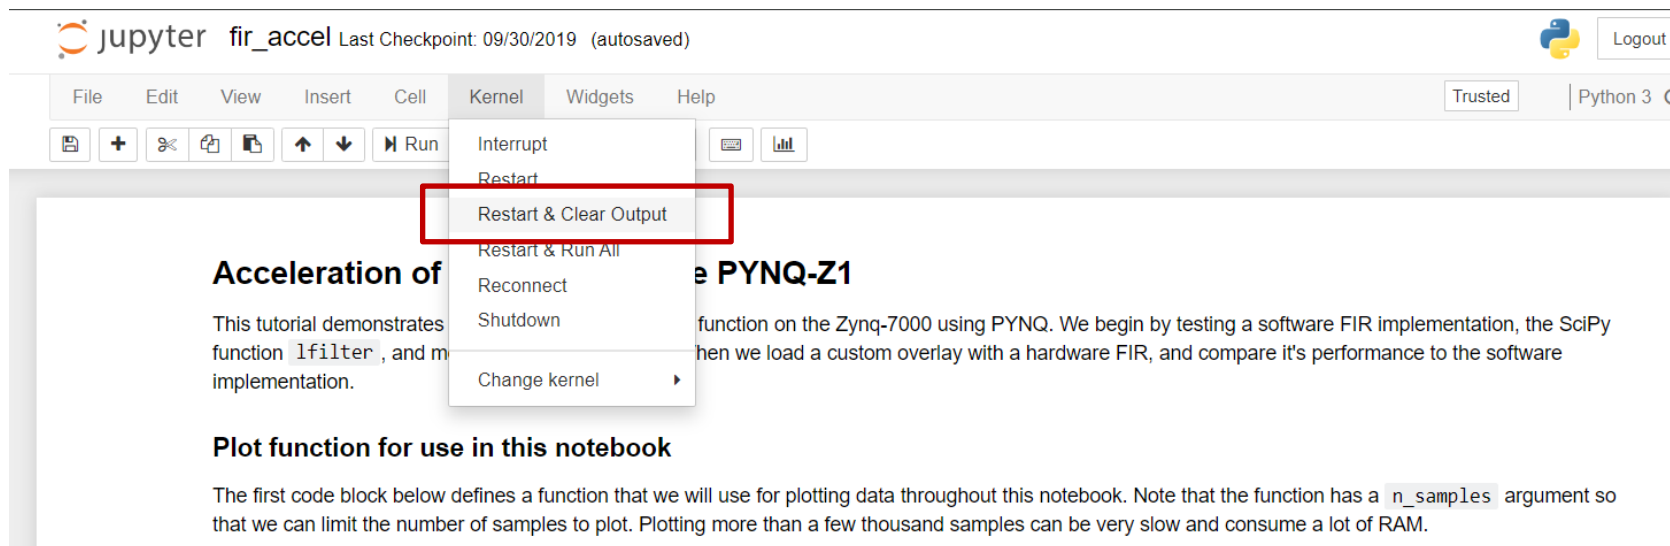 jupyter fir_accel Last Checkpoint: 09/30/2019 (autosaved)
Logout
File Edit View Insert Cell Kernel Widgets Help
Trusted
Python 3
Run
Interrupt
Restart
Restart & Clear Output
Restart & Run All
Reconnect
Shutdown
Change kernel
Acceleration of e PYNQ-Z1
This tutorial demonstrates function on the Zynq-7000 using PYNQ. We begin by testing a software FIR implementation, the SciPy
function lfilter , and m hen we load a custom overlay with a hardware FIR, and compare it's performance to the software
implementation.
Plot function for use in this notebook
The first code block below defines a function that we will use for plotting data throughout this notebook. Note that the function has a n_samples argument so
that we can limit the number of samples to plot. Plotting more than a few thousand samples can be very slow and consume a lot of RAM.